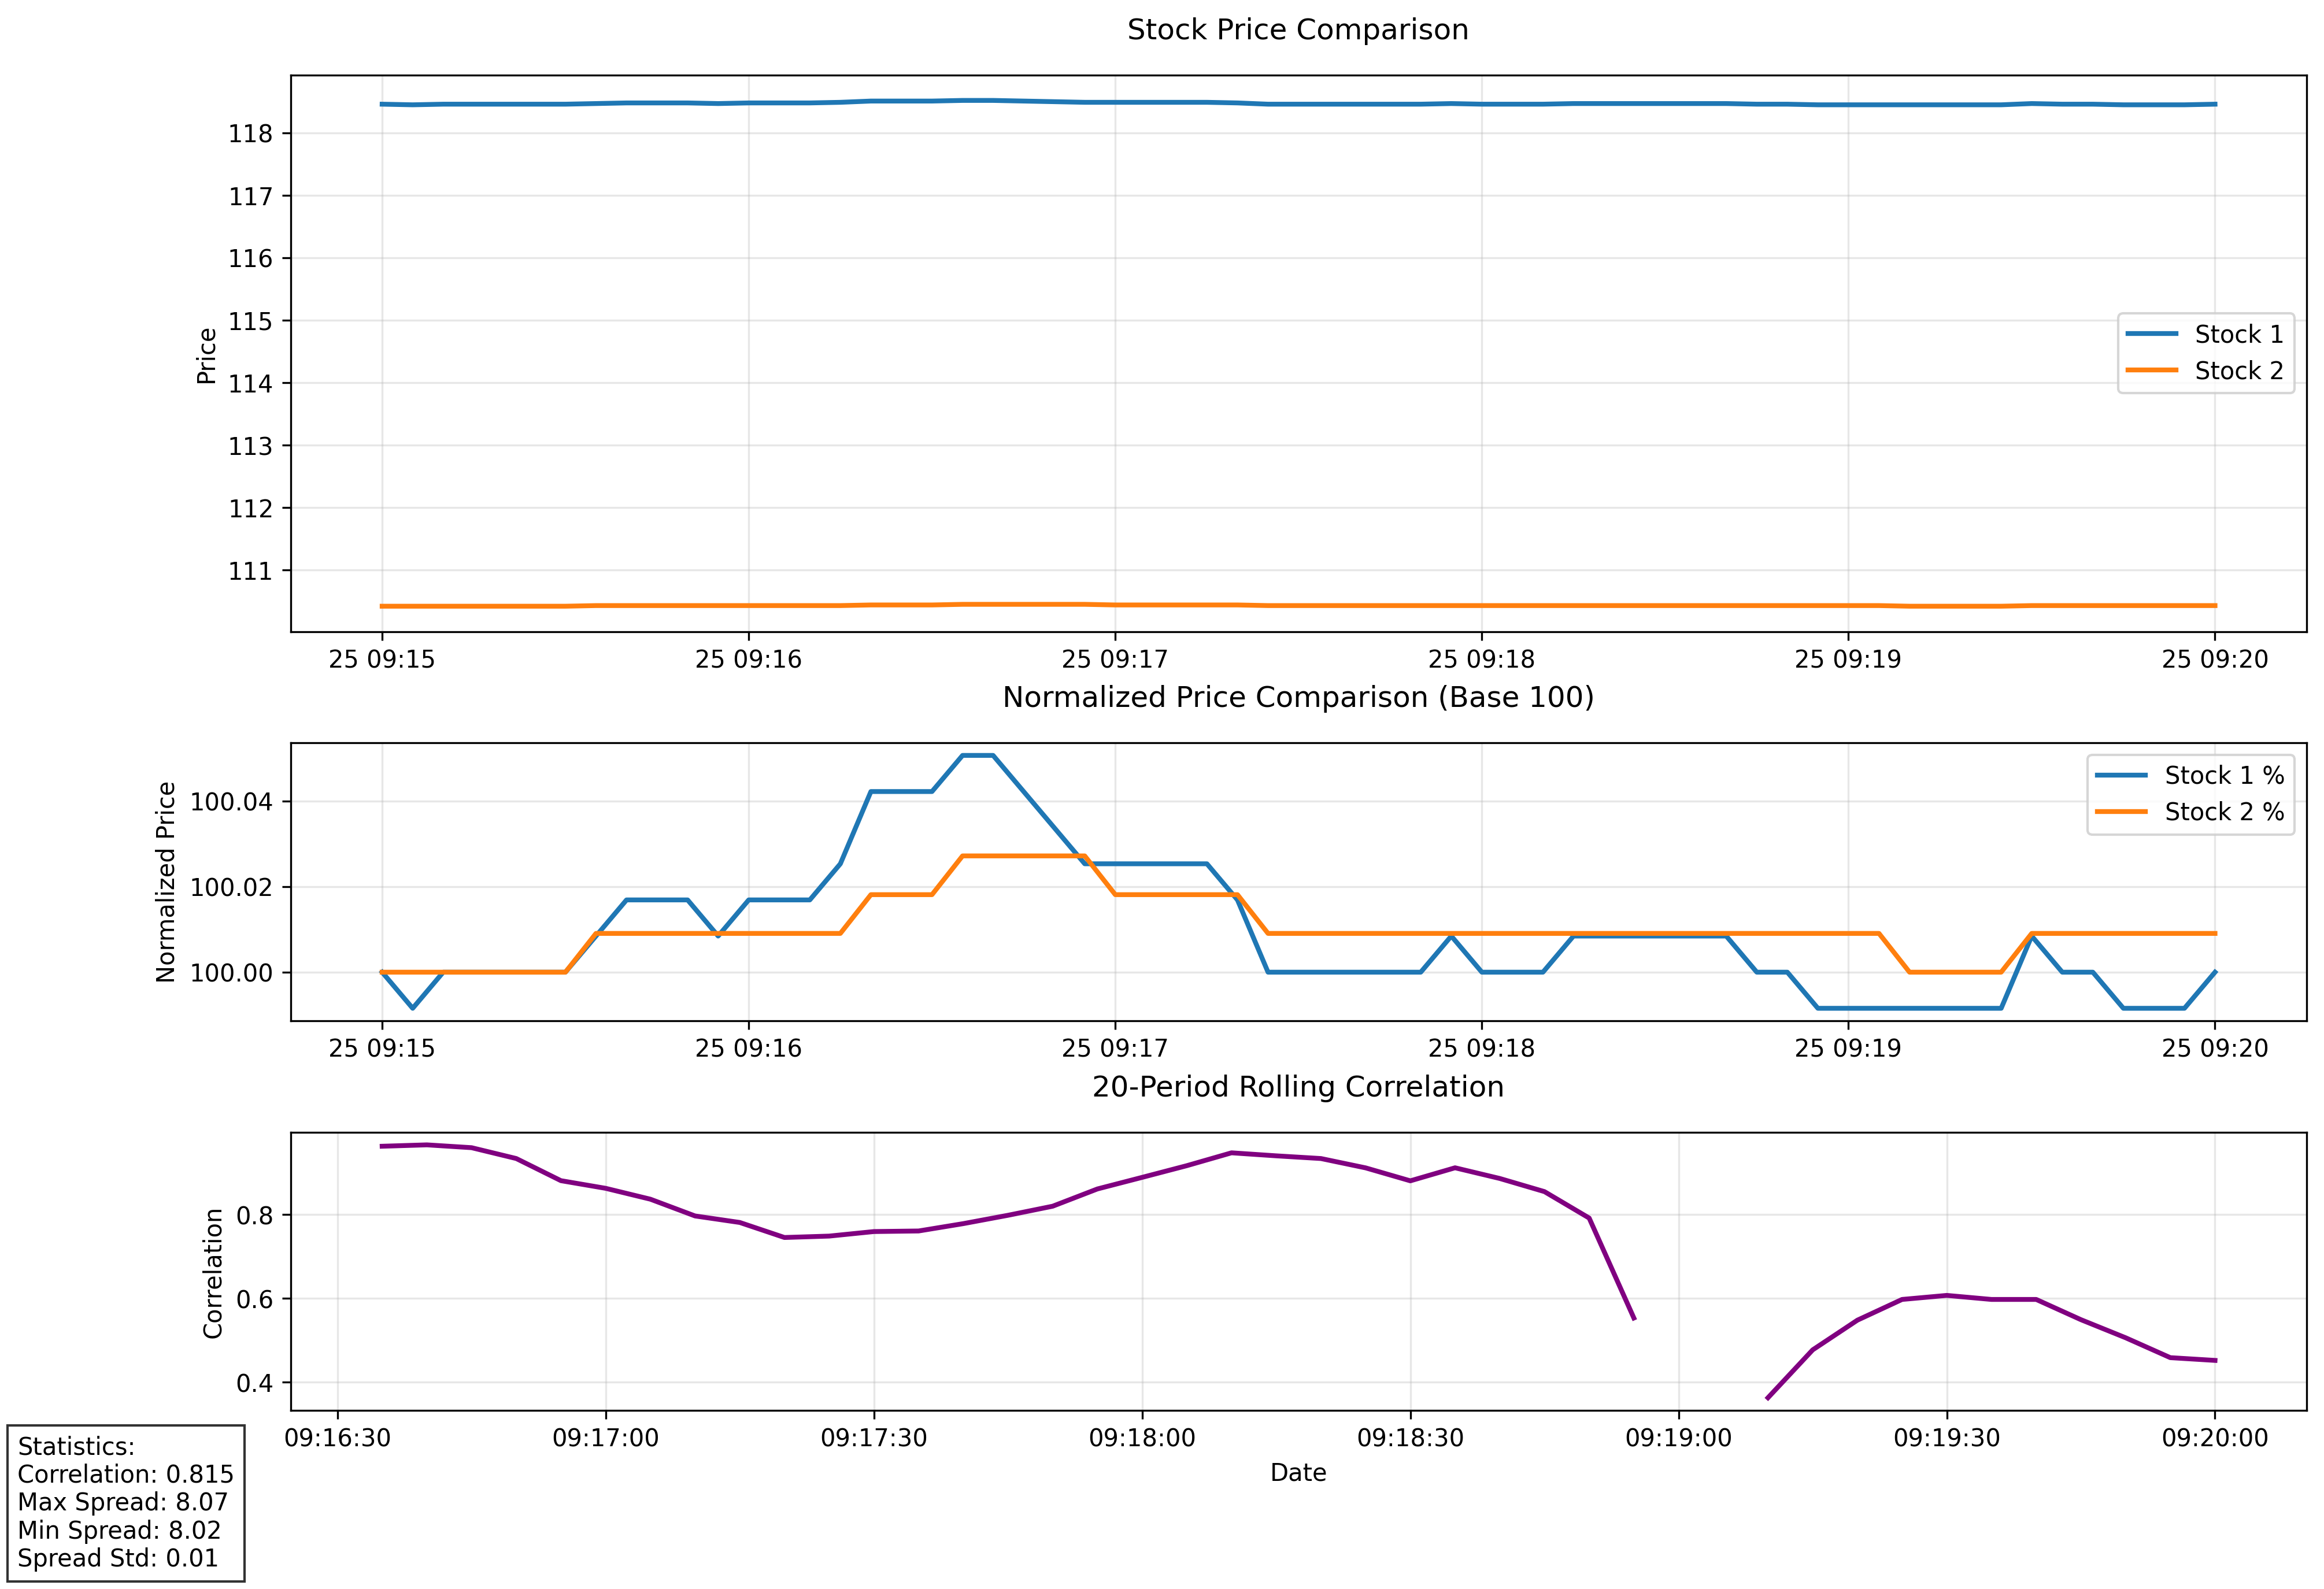 Stock Price Comparison
118
117
116
115
114
113
112
111
Price
Stock 1
Stock 2
25 09:15
25 09:16
25 09:17
25 09:18
25 09:19
25 09:20
Normalized Price Comparison (Base 100)
100.04
100.02
100.00
Normalized Price
Stock 1 %
Stock 2 %
25 09:15
25 09:16
25 09:17
25 09:18
25 09:19
25 09:20
20-Period Rolling Correlation
0.8
0.6
0.4
Correlation
09:16:30
09:17:00
09:17:30
09:18:00
09:18:30
09:19:00
09:19:30
09:20:00
Date
Statistics:
Correlation: 0.815
Max Spread: 8.07
Min Spread: 8.02
Spread Std: 0.01